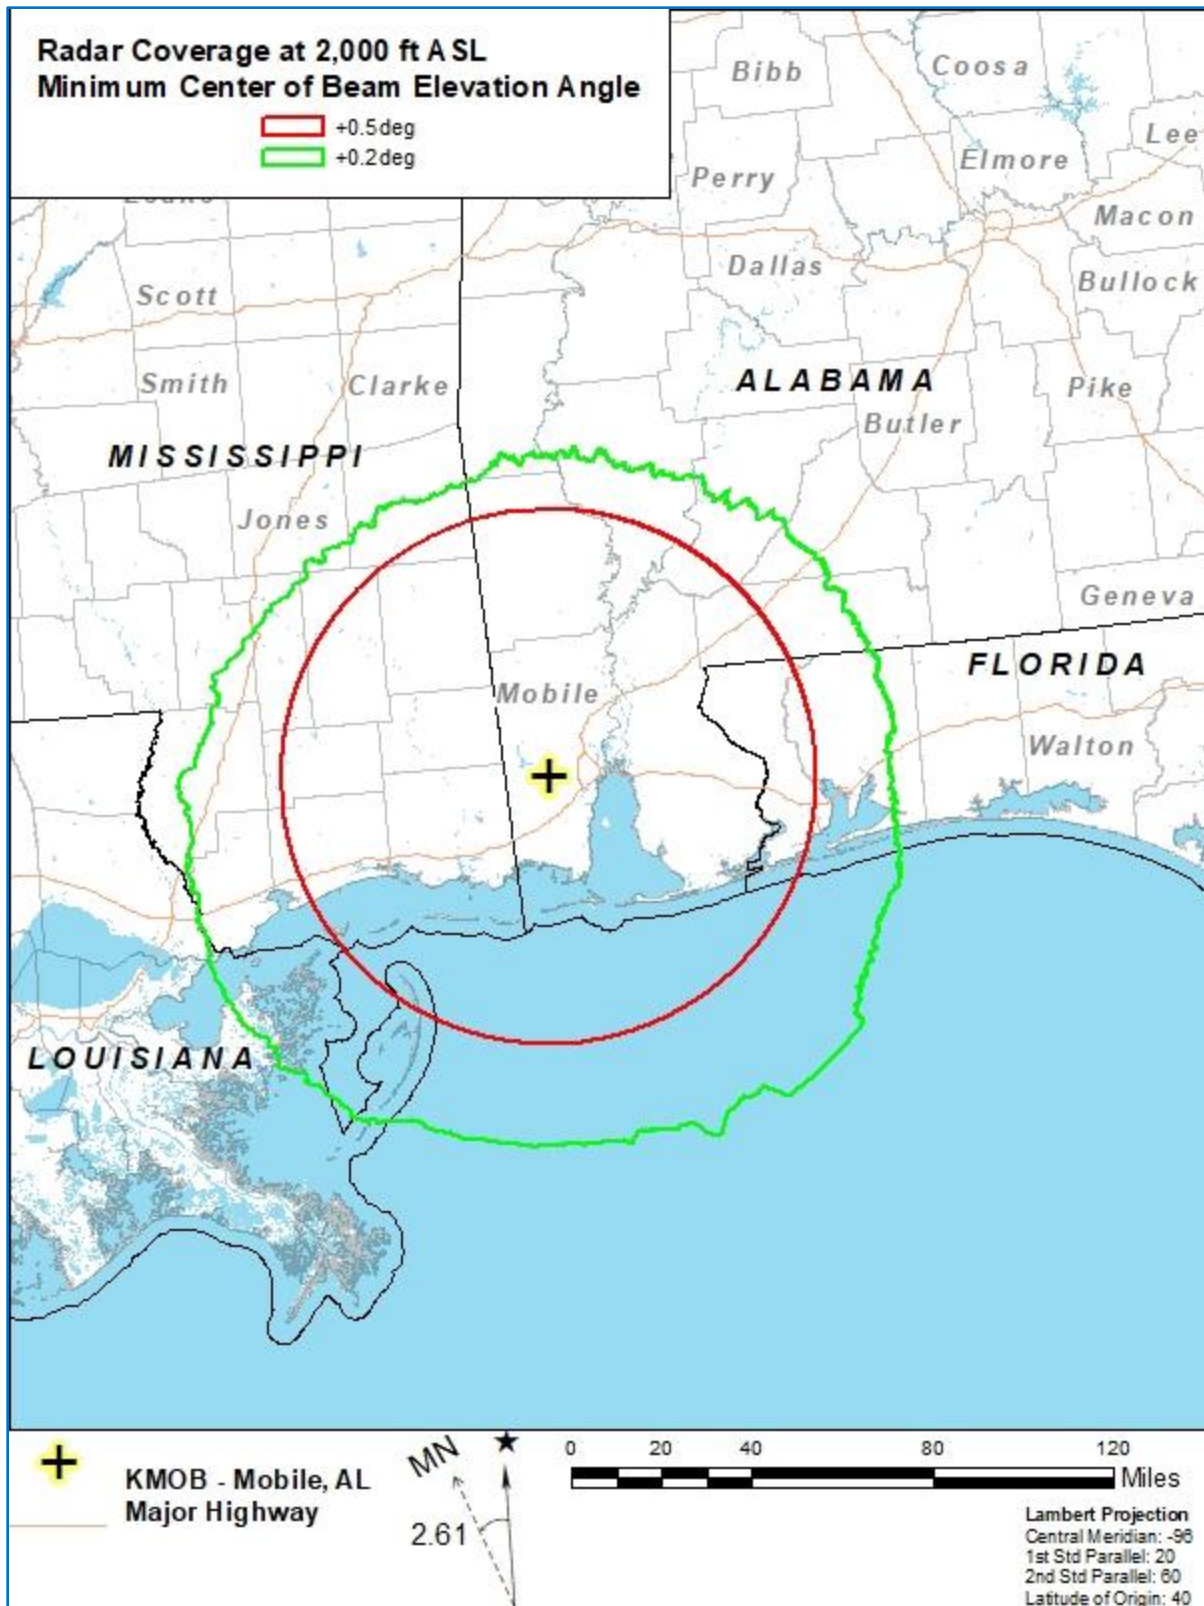 Radar Coverage at 2,000 ft ASL
Minimum Center of Beam Elevation Angle
+0.5deg
+0.2deg
Bibb
Coosa
Lee
Elmore
Perry
Macon
Dallas
Bullock
Scott
Smith
Clarke
ALABAMA
Pike
Butler
MISSISSIPPI
Jones
Geneva
FLORIDA
Mobile
Walton
LOUISIANA
KMOB - Mobile, AL
Major Highway
MN
2.61
0 20 40 80 120
Miles
Lambert Projection
Central Meridian: -96
1st Std Parallel: 20
2nd Std Parallel: 60
Latitude of Origin: 40